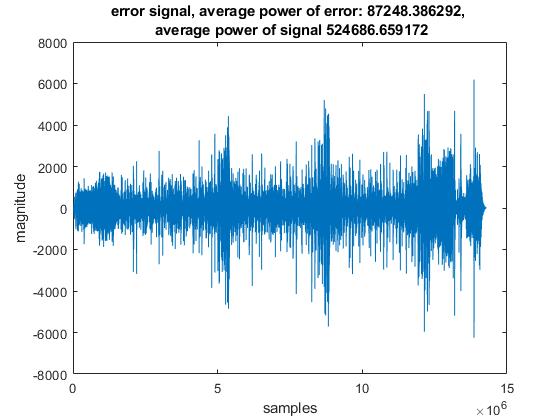 error signal, average power of error: 87248.386292,
average power of signal 524686.659172
8000
6000
4000
2000
0
-2000
-4000
-6000
-8000
magnitude
0 5 10 15
samples
×10^6